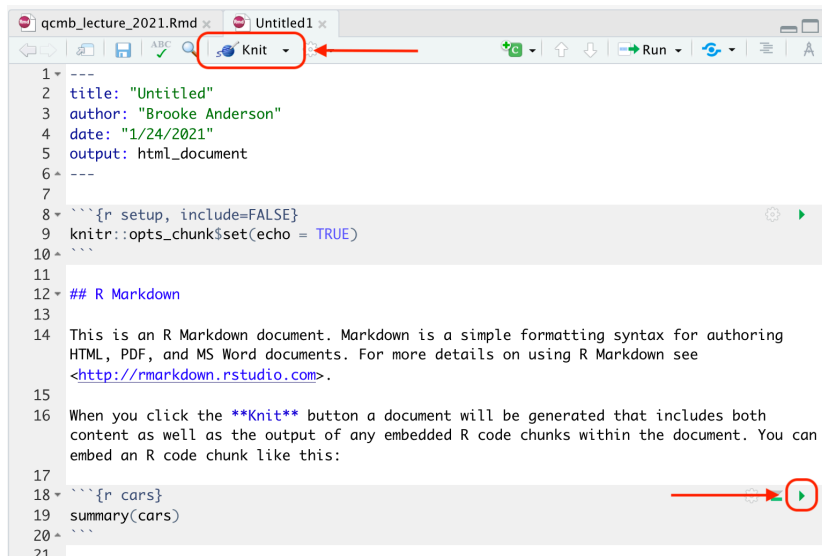 qcmb_lecture_2021.Rmd Untitled1
ABC Knit Run
1 ---
2 title: "Untitled"
3 author: "Brooke Anderson"
4 date: "1/24/2021"
5 output: html_document
6 ---
7
8 ```{r setup, include=FALSE}
9 knitr::opts_chunk$set(echo = TRUE)
10 ```
11
12 ## R Markdown
13
14 This is an R Markdown document. Markdown is a simple formatting syntax for authoring
HTML, PDF, and MS Word documents. For more details on using R Markdown see
<http://rmarkdown.rstudio.com>.
15
16 When you click the **Knit** button a document will be generated that includes both
content as well as the output of any embedded R code chunks within the document. You can
embed an R code chunk like this:
17
18 ```{r cars}
19 summary(cars)
20 ```
21